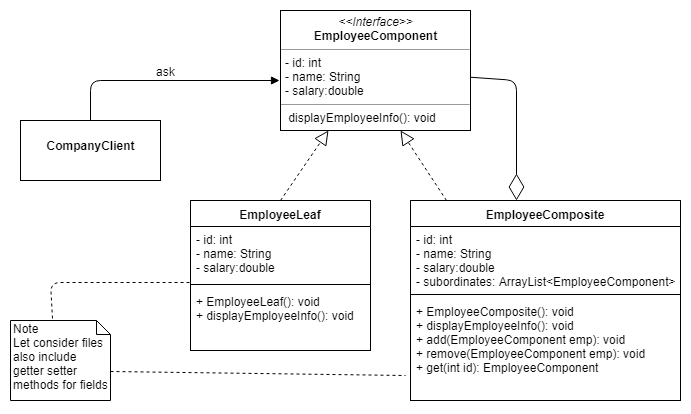 <<Interface>>
EmployeeComponent
- id: int
- name: String
- salary:double
displayEmployeeInfo(): void
ask
CompanyClient
EmployeeLeaf
- id: int
- name: String
- salary:double
+ EmployeeLeaf(): void
+ displayEmployeeInfo(): void
EmployeeComposite
- id: int
- name: String
- salary:double
- subordinates: ArrayList<EmployeeComponent>
+ EmployeeComposite(): void
+ displayEmployeeInfo(): void
+ add(EmployeeComponent emp): void
+ remove(EmployeeComponent emp): void
+ get(int id): EmployeeComponent
Note
Let consider files
also include
getter setter
methods for fields